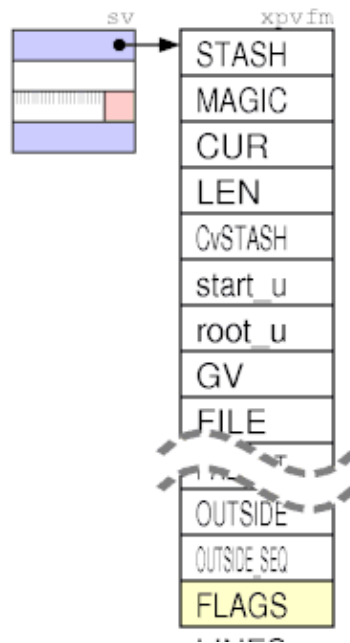 sv
xpvfm
STASH
MAGIC
CUR
LEN
CvSTASH
start_u
root_u
GV
FILE
OUTSIDE
OUTSIDE_SEQ
FLAGS